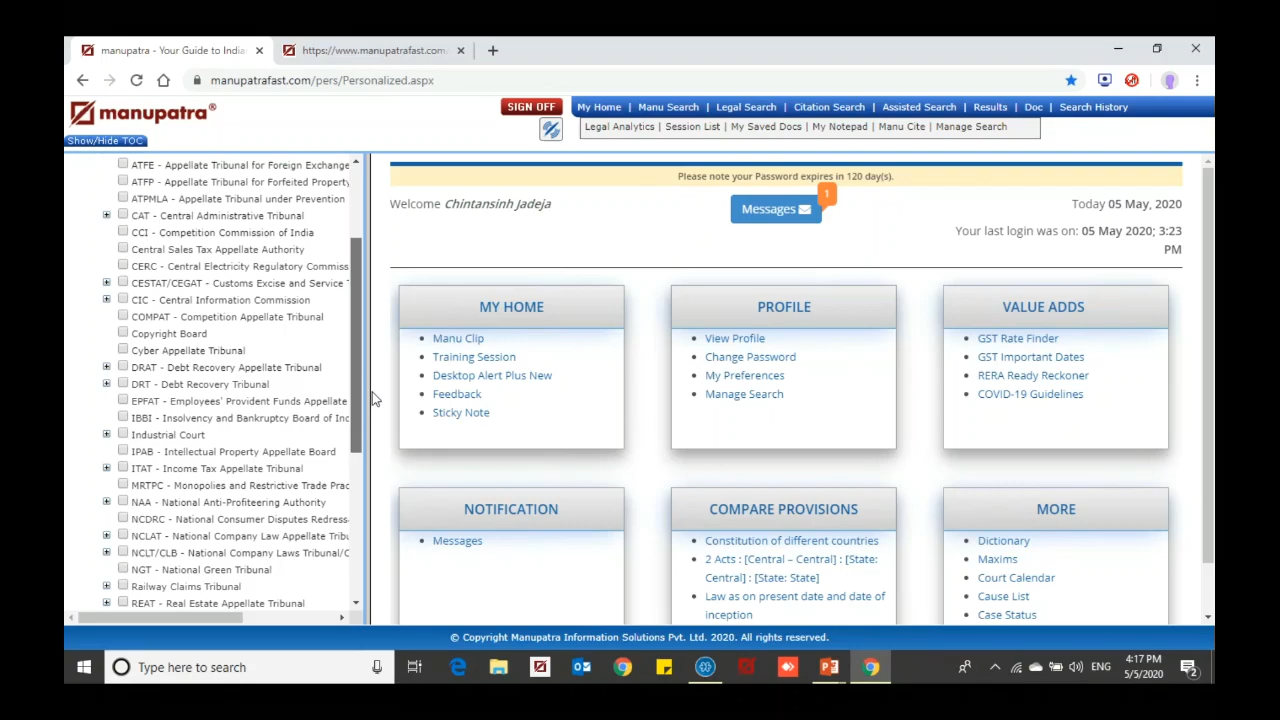 manupatra - Your Guide to India
https://www.manupatrafast.com
manupatrafast.com/pers/Personalized.aspx
manupatra®
SIGN OFF
My Home | Manu Search | Legal Search | Citation Search | Assisted Search | Results | Doc | Search History
Legal Analytics | Session List | My Saved Docs | My Notepad | Manu Cite | Manage Search
Show/Hide TOC
ATFE - Appellate Tribunal for Foreign Exchange
ATFP - Appellate Tribunal for Forfeited Property
ATPMLA - Appellate Tribunal under Prevention
CAT - Central Administrative Tribunal
CCI - Competition Commission of India
Central Sales Tax Appellate Authority
CERC - Central Electricity Regulatory Commiss
CESTAT/CEGAT - Customs Excise and Service
CIC - Central Information Commission
COMPAT - Competition Appellate Tribunal
Copyright Board
Cyber Appellate Tribunal
DRAT - Debt Recovery Appellate Tribunal
DRT - Debt Recovery Tribunal
EPFAT - Employees' Provident Funds Appellate
IBBI - Insolvency and Bankruptcy Board of Inc
Industrial Court
IPAB - Intellectual Property Appellate Board
ITAT - Income Tax Appellate Tribunal
MRTPC - Monopolies and Restrictive Trade Prac
NAA - National Anti-Profiteering Authority
NCDRC - National Consumer Disputes Redress
NCLAT - National Company Law Appellate Tribu
NCLT/CLB - National Company Laws Tribunal/C
NGT - National Green Tribunal
Railway Claims Tribunal
REAT - Real Estate Appellate Tribunal
Please note your Password expires in 120 day(s).
Welcome Chintansinh Jadeja
Messages
1
Today 05 May, 2020
Your last login was on: 05 May 2020; 3:23
PM
MY HOME
Manu Clip
Training Session
Desktop Alert Plus New
Feedback
Sticky Note
PROFILE
View Profile
Change Password
My Preferences
Manage Search
VALUE ADDS
GST Rate Finder
GST Important Dates
RERA Ready Reckoner
COVID-19 Guidelines
NOTIFICATION
Messages
COMPARE PROVISIONS
Constitution of different countries
2 Acts : [Central – Central] : [State:
Central] : [State: State]
Law as on present date and date of
inception
MORE
Dictionary
Maxims
Court Calendar
Cause List
Case Status
© Copyright Manupatra Information Solutions Pvt. Ltd. 2020. All rights reserved.
Type here to search
ENG
4:17 PM
5/5/2020
2